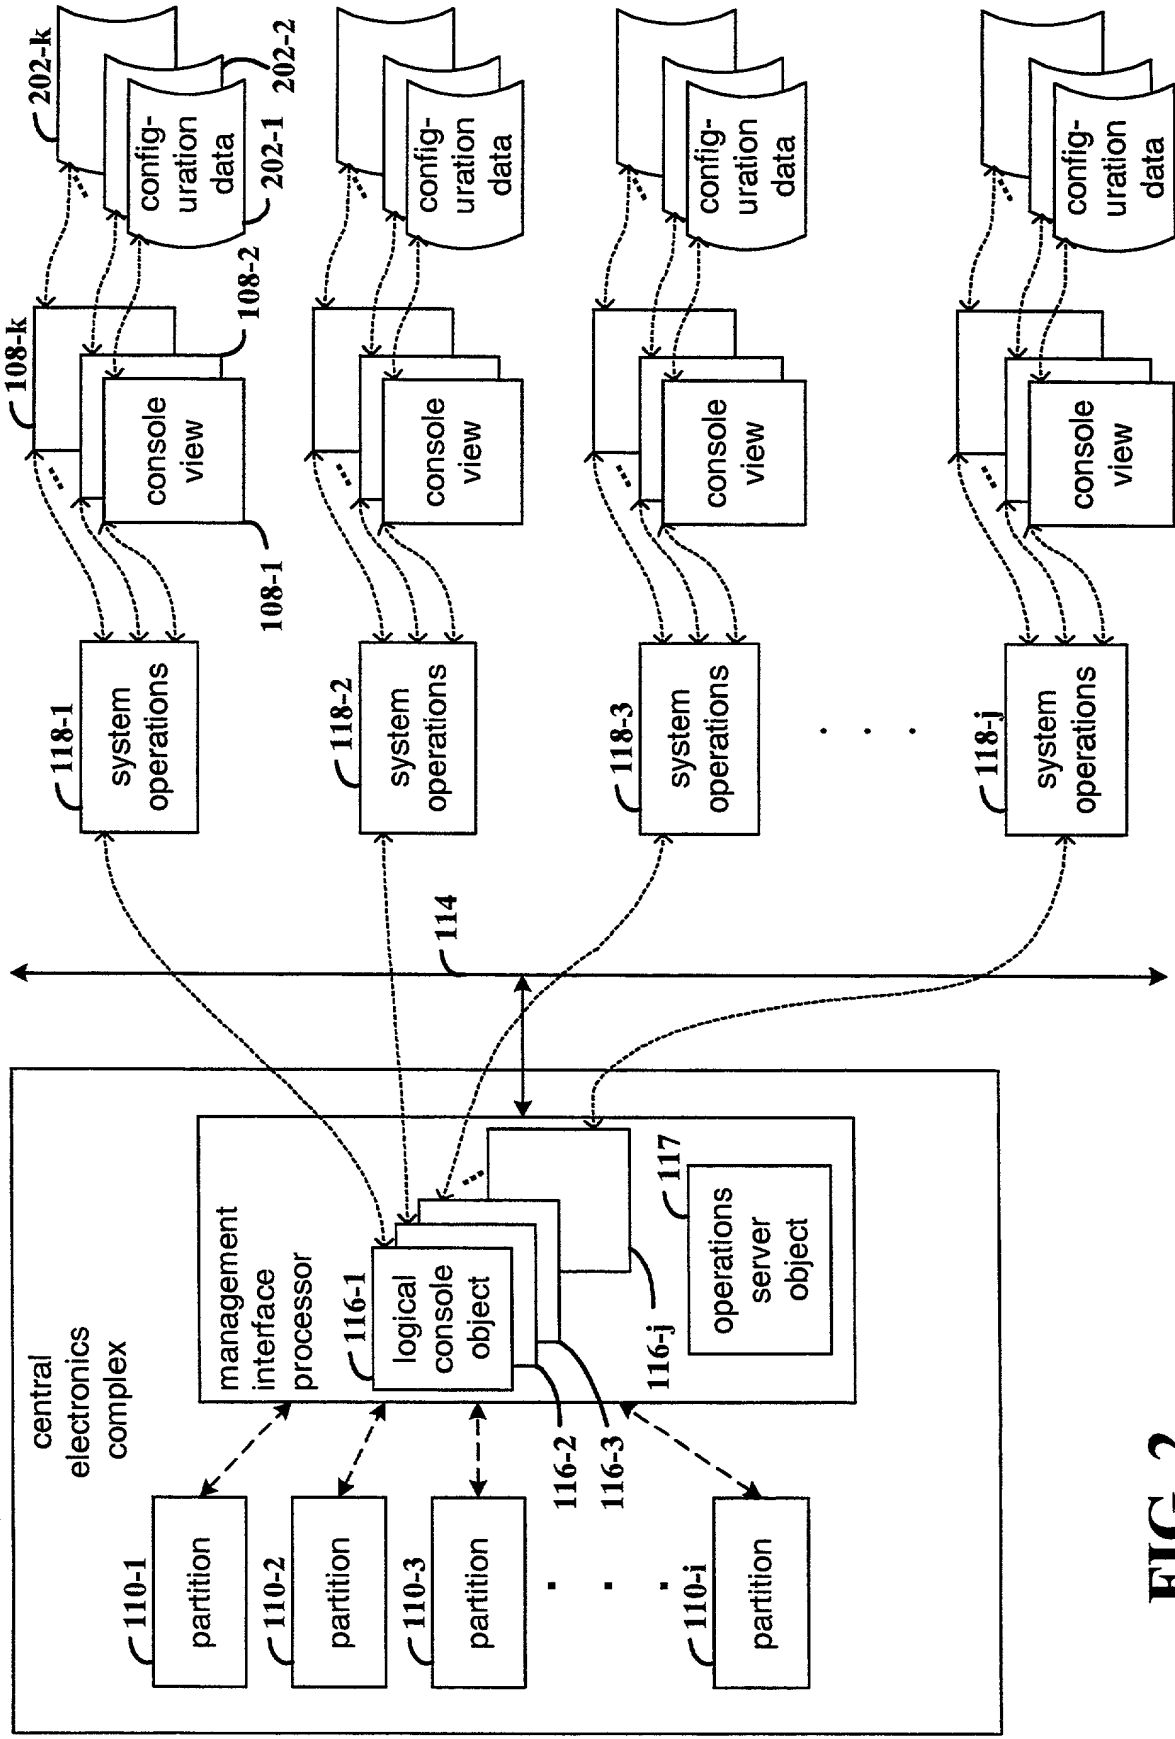 central
electronics
complex
110-1
partition
110-2
partition
110-3
partition
110-i
partition
management
interface
processor
116-1
logical
console
object
116-2
116-3
116-j
117
operations
server
object
114
118-1
system
operations
118-2
system
operations
118-3
system
operations
118-j
system
operations
108-k
108-2
console
view
108-1
console
view
console
view
console
view
202-k
202-2
config-
uration
data
202-1
config-
uration
data
config-
uration
data
config-
uration
data
FIG 2